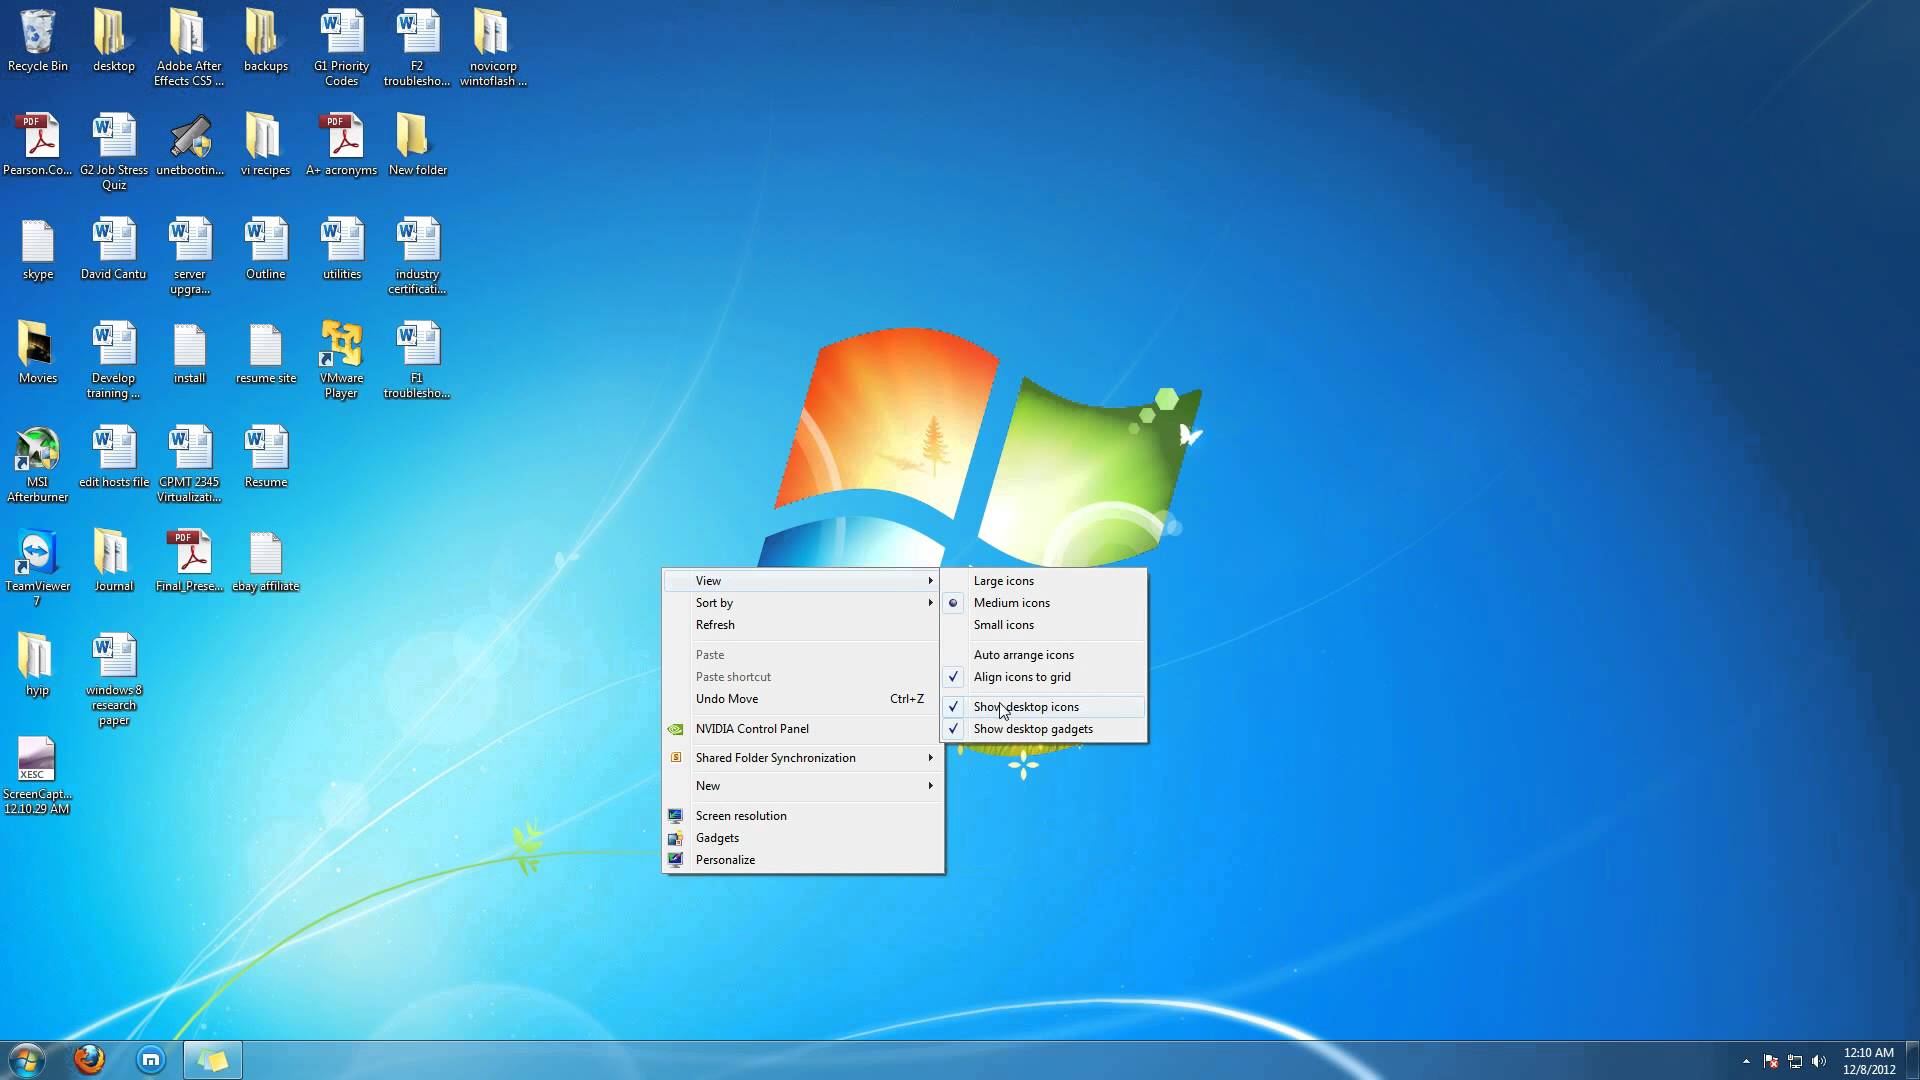 Recycle Bin
desktop
Adobe After
Effects CS5 ...
backups
G1 Priority
Codes
F2
troublesho...
novicorp
wintoflash ...
PDF
Pearson.Co...
G2 Job Stress
Quiz
unetbootin...
vi recipes
PDF
A+ acronyms
New folder
skype
David Cantu
server
upgra...
Outline
utilities
industry
certificati...
Movies
Develop
training ...
install
resume site
VMware
Player
F1
troublesho...
MSI
Afterburner
edit hosts file
CPMT 2345
Virtualizati...
Resume
TeamViewer
7
Journal
PDF
Final_Prese...
ebay affiliate
hyip
windows 8
research
paper
XESC
ScreenCapt...
12.10.29 AM
View
Sort by
Refresh
Paste
Paste shortcut
Undo Move Ctrl+Z
NVIDIA Control Panel
Shared Folder Synchronization
New
Screen resolution
Gadgets
Personalize
Large icons
Medium icons
Small icons
Auto arrange icons
Align icons to grid
Show desktop icons
Show desktop gadgets
12:10 AM
12/8/2012